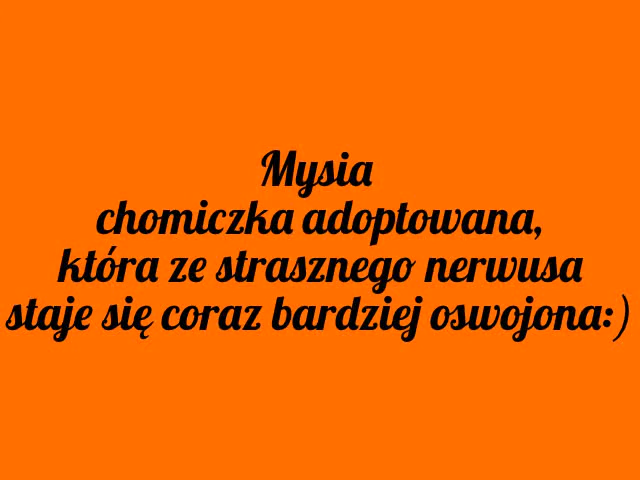 Mysia
chomiczka adoptowana,
która ze strasznego nerwusa
staje się coraz bardziej oswojona:)